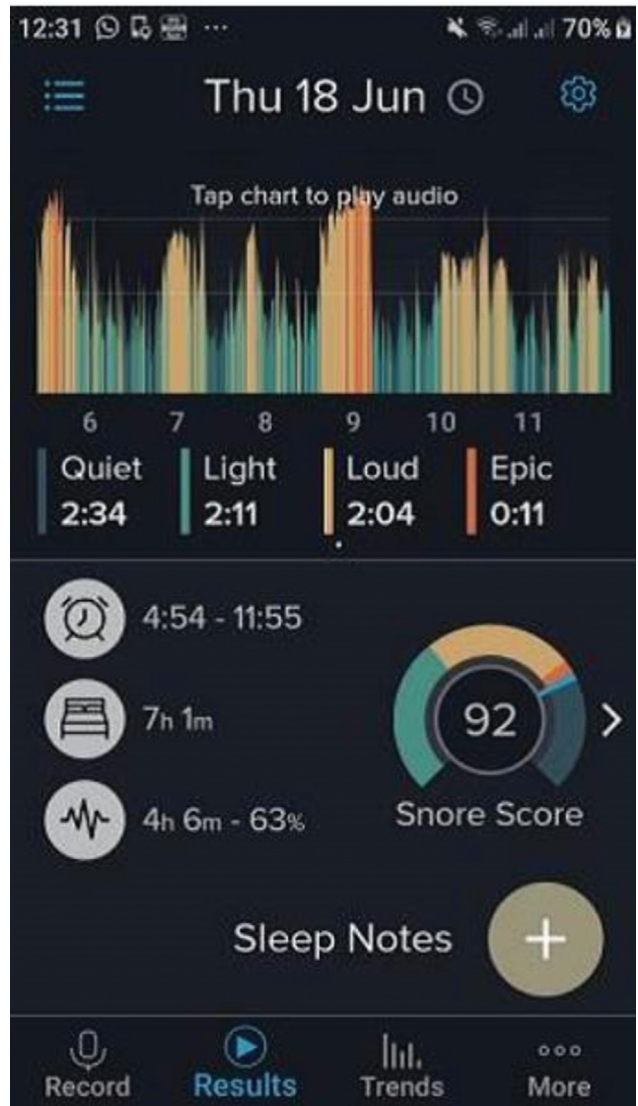 12:31 70%
Thu 18 Jun
Tap chart to play audio
6 7 8 9 10 11
Quiet Light Loud Epic
2:34 2:11 2:04 0:11
4:54 - 11:55
7h 1m
92
4h 6m - 63%
Snore Score
Sleep Notes
Record Results Trends More